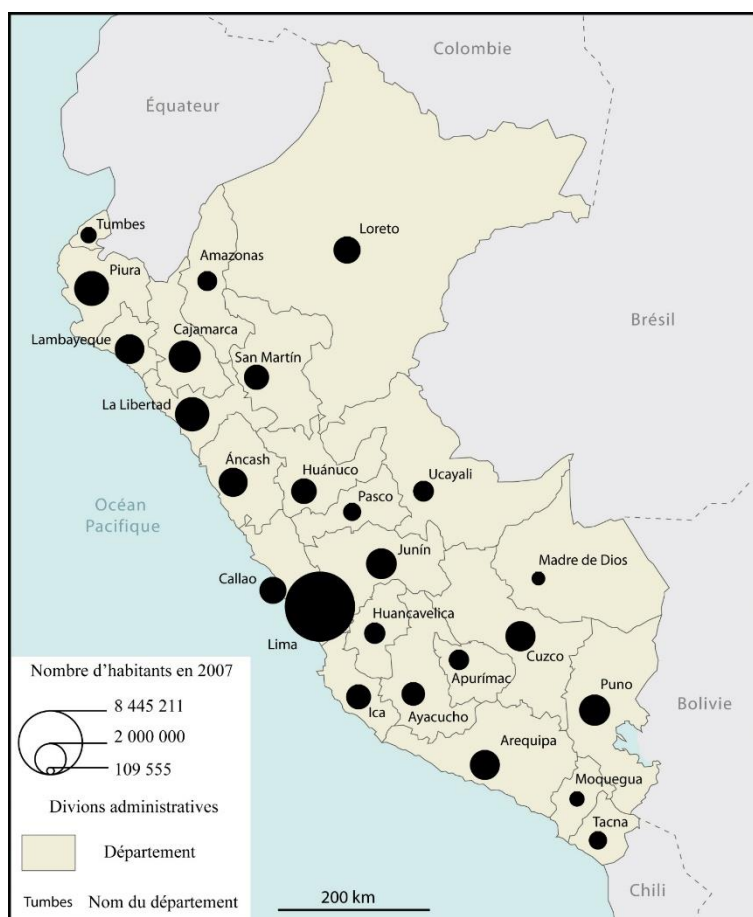 Colombie
Équateur
Tumbes
Loreto
Amazonas
Piura
Brésil
Cajamarca
Lambayeque
San Martín
La Libertad
Áncash
Huánuco
Ucayali
Pasco
Océan
Pacifique
Junín
Madre de Dios
Callao
Huancavelica
Lima
Cuzco
Apurímac
Puno
Bolivie
Ica
Ayacucho
Arequipa
Moquegua
Tacna
Chili
Nombre d'habitants en 2007
8 445 211
2 000 000
109 555
Divions administratives
Département
Tumbes Nom du département
200 km